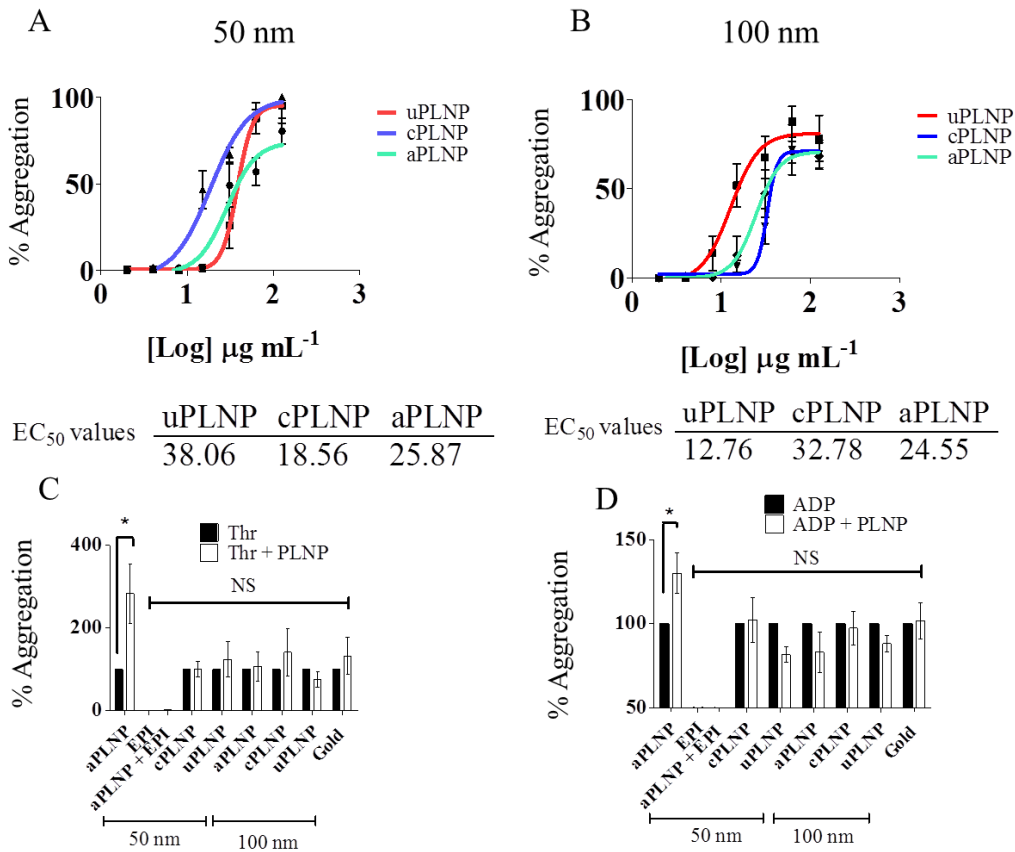 A
50 nm
% Aggregation
100
50
0
0 1 2 3
[Log] µg mL-1
uPLNP
cPLNP
aPLNP
EC50 values
uPLNP cPLNP aPLNP
38.06 18.56 25.87
B
100 nm
% Aggregation
100
50
0
0 1 2 3
[Log] µg mL-1
uPLNP
cPLNP
aPLNP
EC50 values
uPLNP cPLNP aPLNP
12.76 32.78 24.55
C
% Aggregation
400
200
0
*
Thr
Thr + PLNP
NS
aPLNP
EPI
aPLNP + EPI
cPLNP
uPLNP
aPLNP
cPLNP
uPLNP
Gold
50 nm 100 nm
D
% Aggregation
150
100
50
*
ADP
ADP + PLNP
NS
aPLNP
EPI
aPLNP + EPI
cPLNP
uPLNP
aPLNP
cPLNP
uPLNP
Gold
50 nm 100 nm